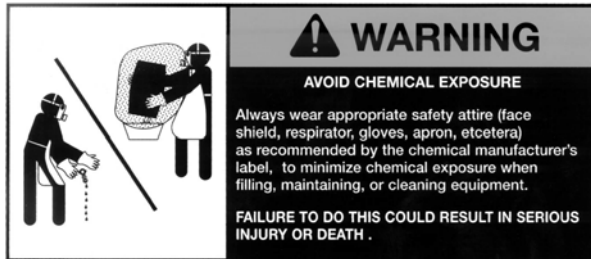 WARNING
AVOID CHEMICAL EXPOSURE
Always wear appropriate safety attire (face
shield, respirator, gloves, apron, etcetera)
as recommended by the chemical manufacturer's
label,  to minimize chemical exposure when
filling, maintaining, or cleaning equipment.
FAILURE TO DO THIS COULD RESULT IN SERIOUS
INJURY OR DEATH .